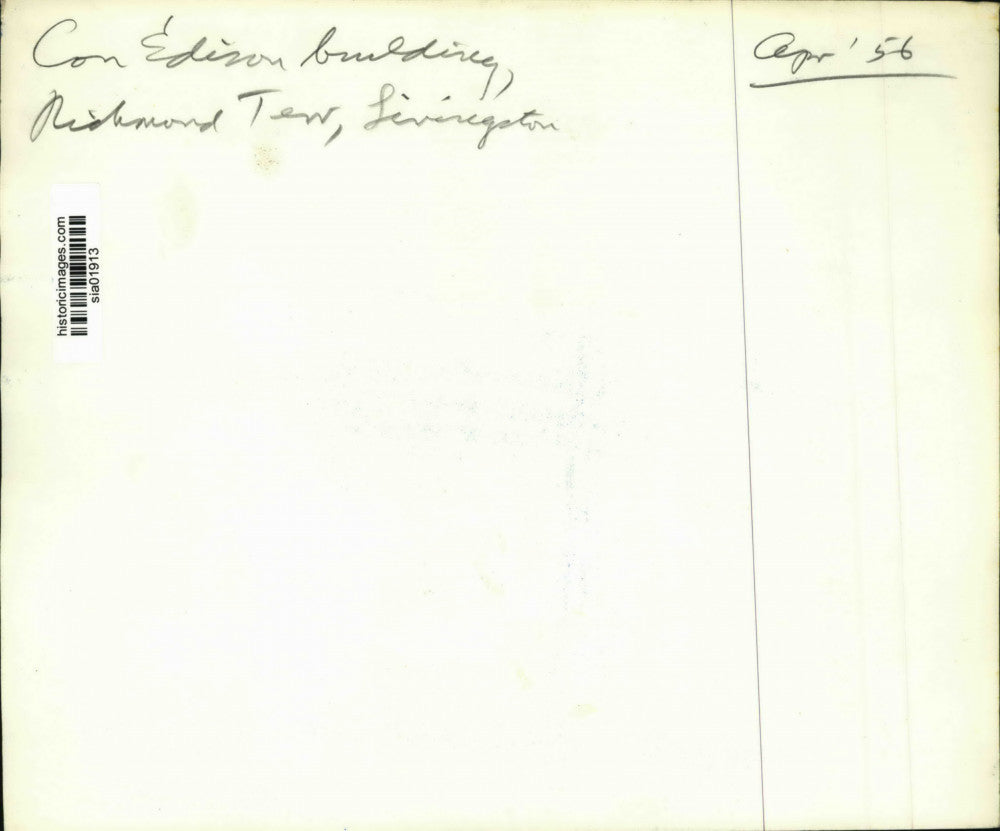 Con Edison building,
Richmond Terr, Livingston
Apr '56
historicimages.com
sia01913